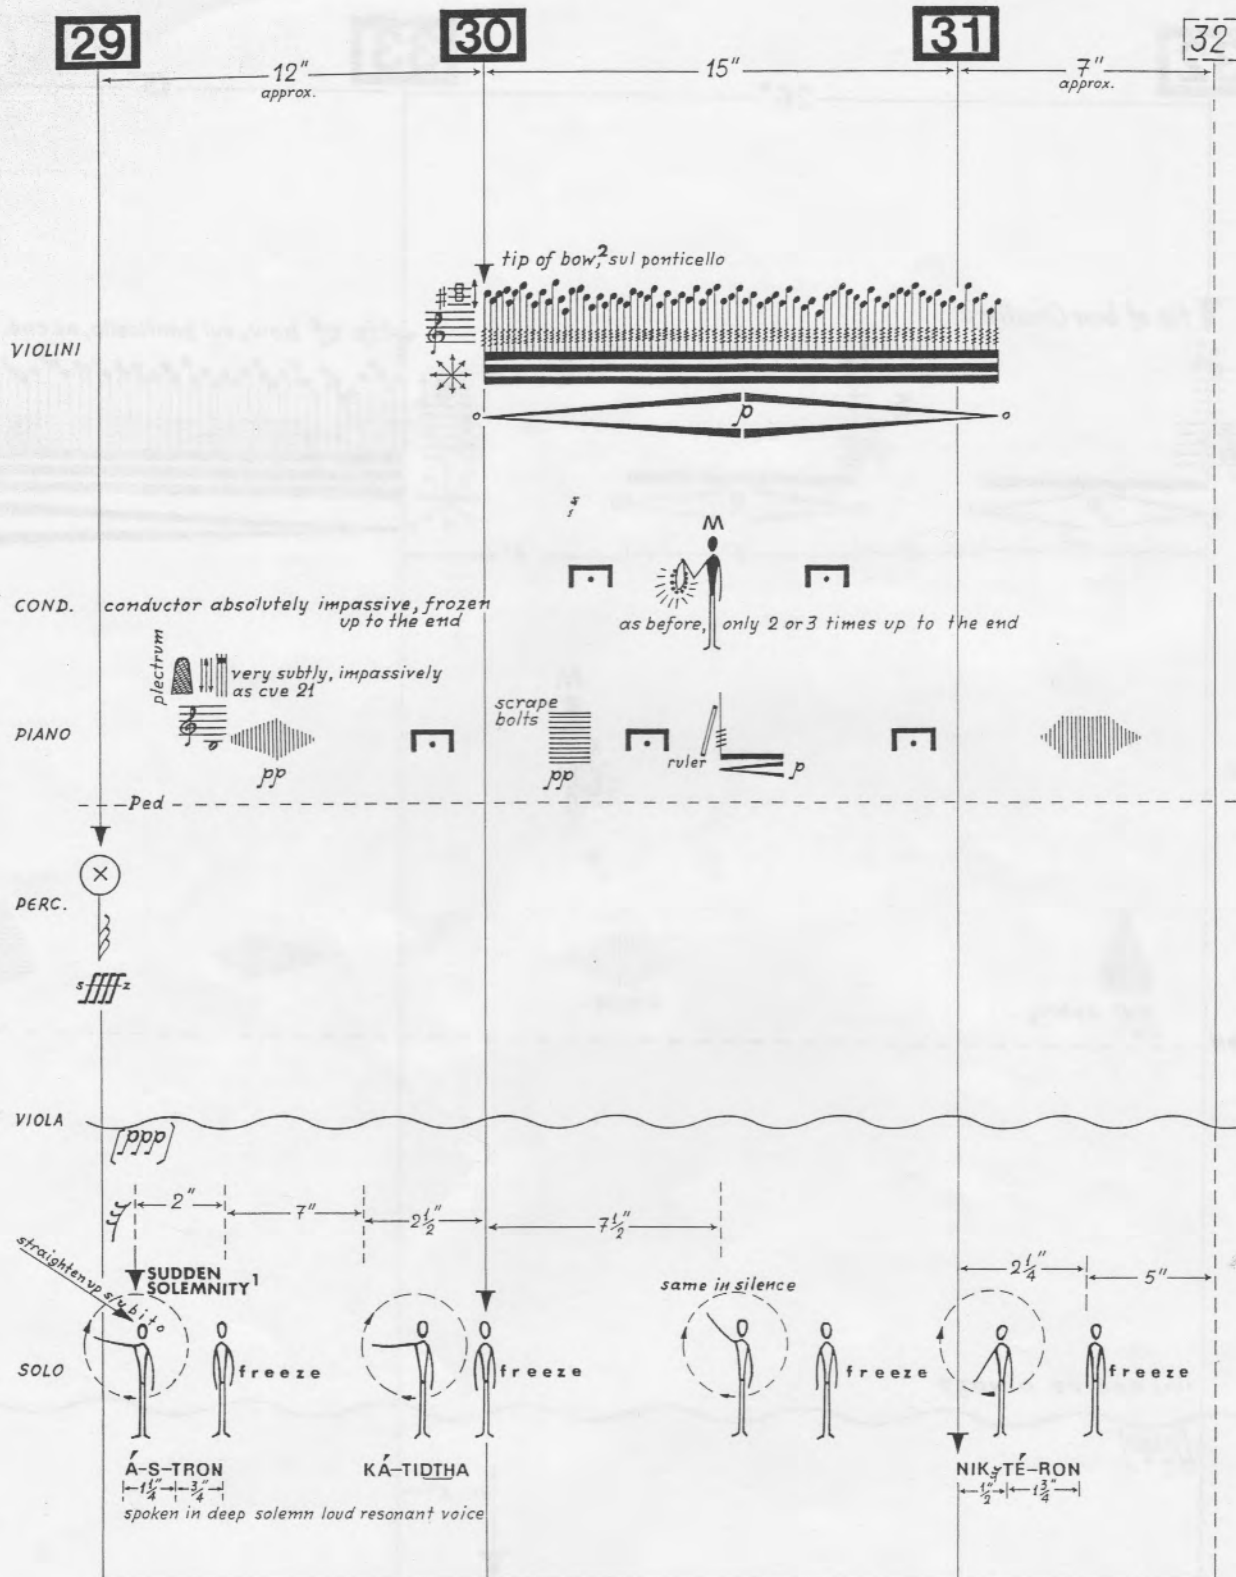 29 30 31 32
12" 15" 7"
approx. approx.
tip of bow,² sul ponticello
VIOLINI
p
o o
M
COND. conductor absolutely impassive, frozen
up to the end
as before, only 2 or 3 times up to the end
plectrum
very subtly, impassively
as cue 21
scrape
bolts
PIANO
ruler
pp pp p
Ped
PERC.
sffffz
VIOLA
(ppp)
2" 7" 2½" 7½"
straighten up subito
SUDDEN
SOLEMNITY¹
same in silence
2¼" 5"
SOLO freeze freeze freeze freeze
Á-S-TRON KÁ-TIDTHA NIK-TÉ-RON
1¼" ¾" ½" 1¾"
spoken in deep solemn loud resonant voice